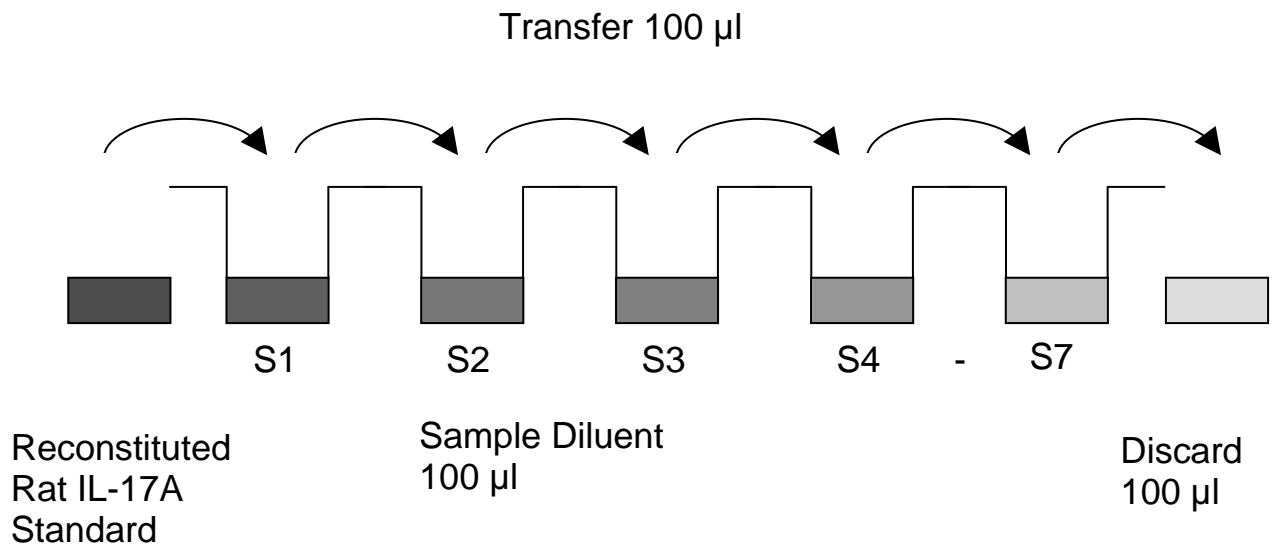 Transfer 100 µl
S1 S2 S3 S4 - S7
Reconstituted
Rat IL-17A
Standard
Sample Diluent
100 µl
Discard
100 µl